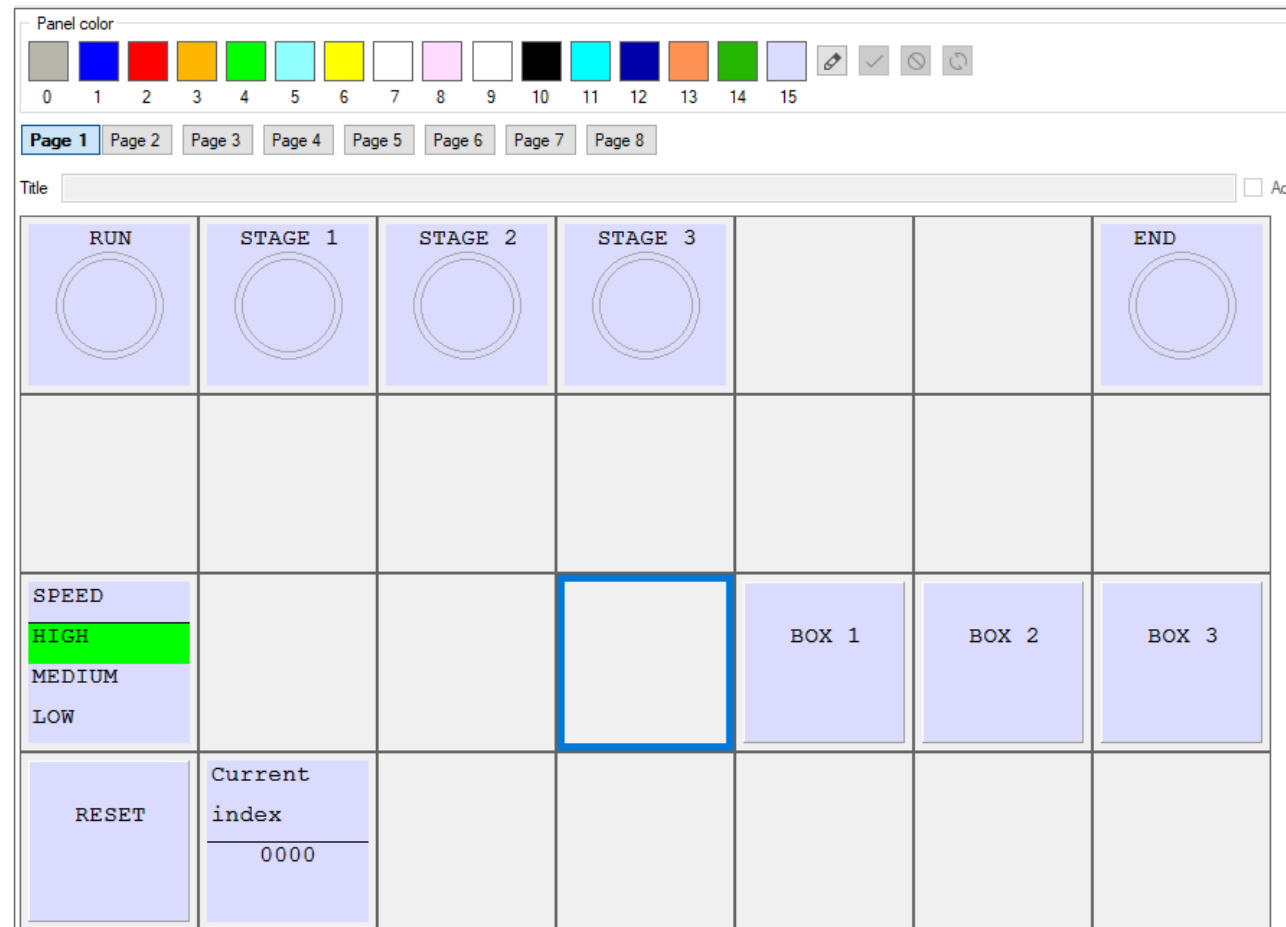 Panel color
0 1 2 3 4 5 6 7 8 9 10 11 12 13 14 15
Page 1 Page 2 Page 3 Page 4 Page 5 Page 6 Page 7 Page 8
Title
RUN STAGE 1 STAGE 2 STAGE 3 END
SPEED
HIGH BOX 1 BOX 2 BOX 3
MEDIUM
LOW
Current
RESET index
0000